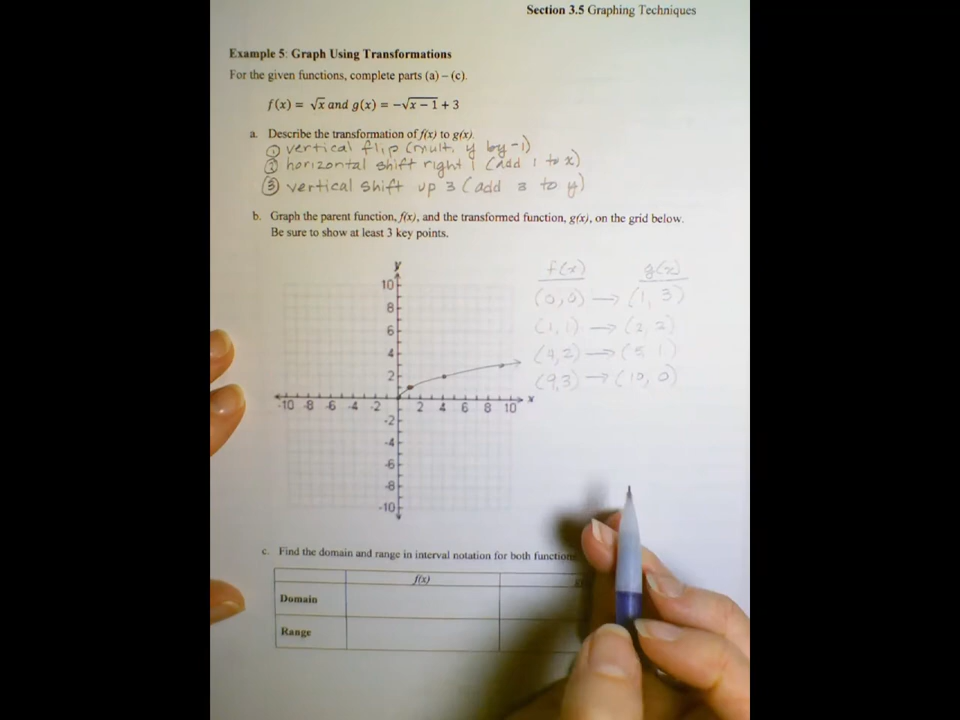 Section 3.5 Graphing Techniques
Example 5: Graph Using Transformations
For the given functions, complete parts (a) – (c).
f(x) = √x and g(x) = −√x − 1 + 3
a. Describe the transformation of f(x) to g(x).
① vertical flip (mult. y by -1)
② horizontal shift right 1 (add 1 to x)
③ vertical shift up 3 (add 3 to y)
b. Graph the parent function, f(x), and the transformed function, g(x), on the grid below.
Be sure to show at least 3 key points.
y
10
8
6
4
2
-10 -8 -6 -4 -2 2 4 6 8 10 x
-2
-4
-6
-8
-10
f(x) g(x)
(0,0) → (1, 3)
(1,1) → (2, 2)
(4,2) → (5, 1)
(9,3) → (10, 0)
c. Find the domain and range in interval notation for both function
f(x)
Domain
Range